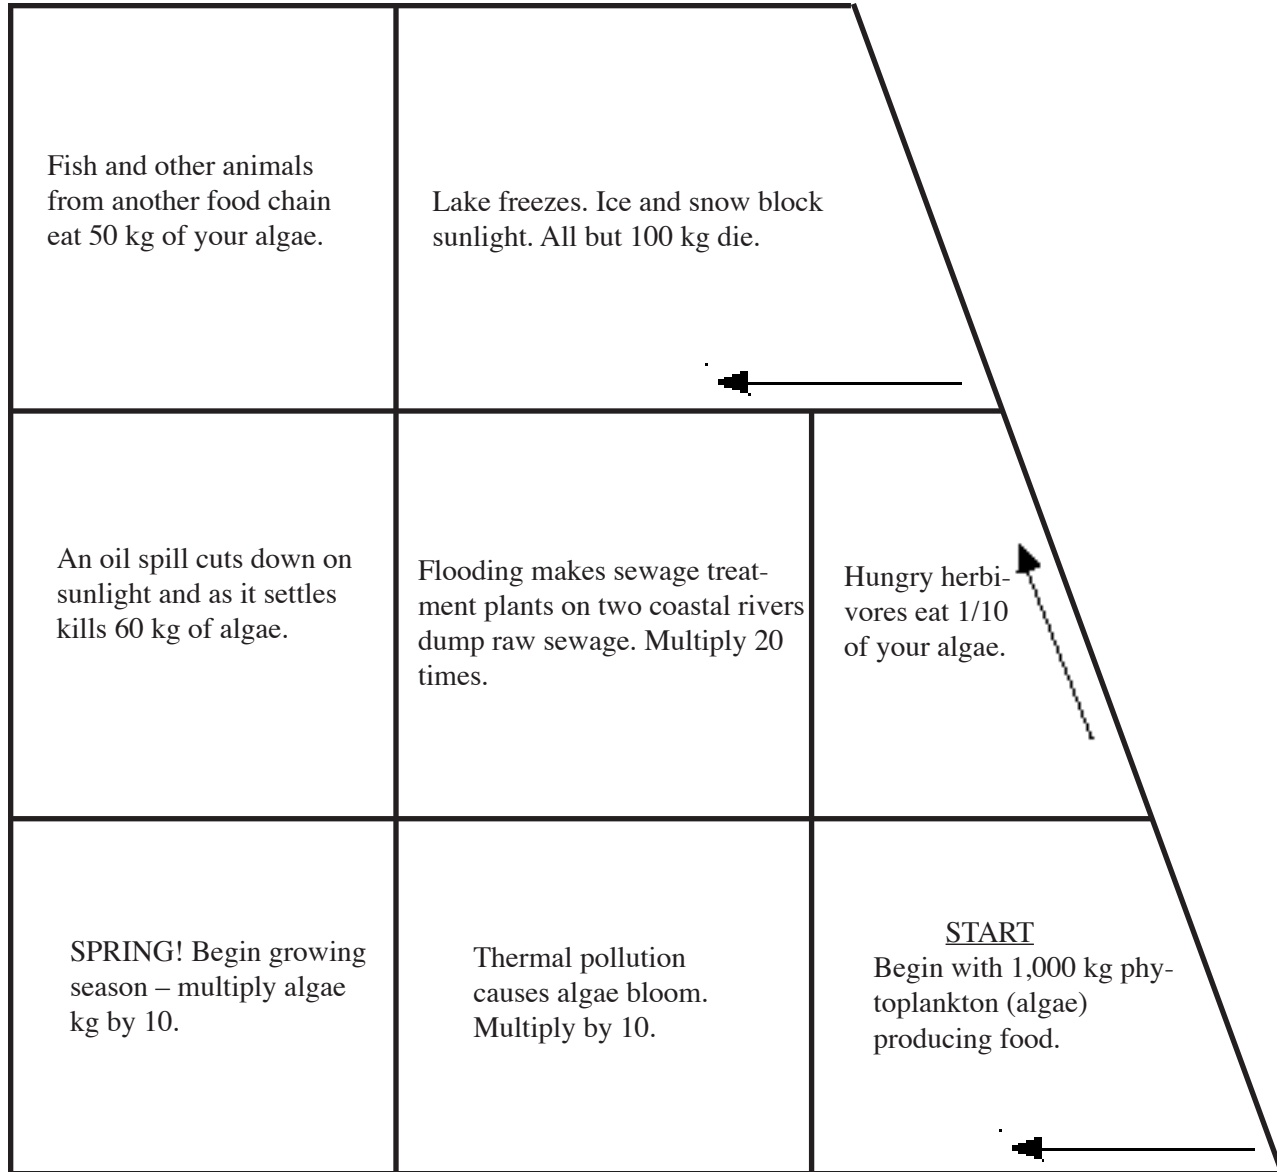 Fish and other animals
from another food chain
eat 50 kg of your algae.
Lake freezes. Ice and snow block
sunlight. All but 100 kg die.
An oil spill cuts down on
sunlight and as it settles
kills 60 kg of algae.
Flooding makes sewage treat-
ment plants on two coastal rivers
dump raw sewage. Multiply 20
times.
Hungry herbi-
vores eat 1/10
of your algae.
SPRING! Begin growing
season – multiply algae
kg by 10.
Thermal pollution
causes algae bloom.
Multiply by 10.
START
Begin with 1,000 kg phy-
toplankton (algae)
producing food.